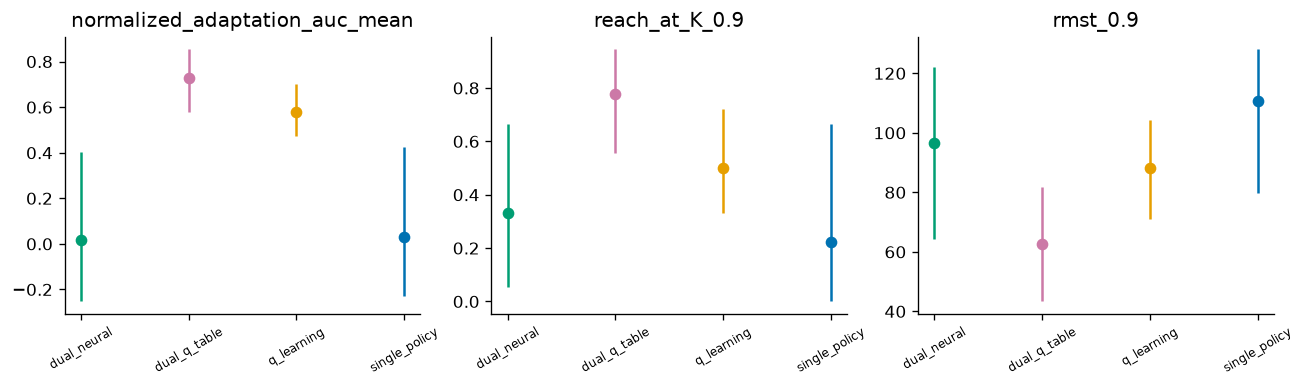 normalized_adaptation_auc_mean
0.8
0.6
0.4
0.2
0.0
−0.2
dual_neural
dual_q_table
q_learning
single_policy
reach_at_K_0.9
0.8
0.6
0.4
0.2
0.0
dual_neural
dual_q_table
q_learning
single_policy
rmst_0.9
120
100
80
60
40
dual_neural
dual_q_table
q_learning
single_policy